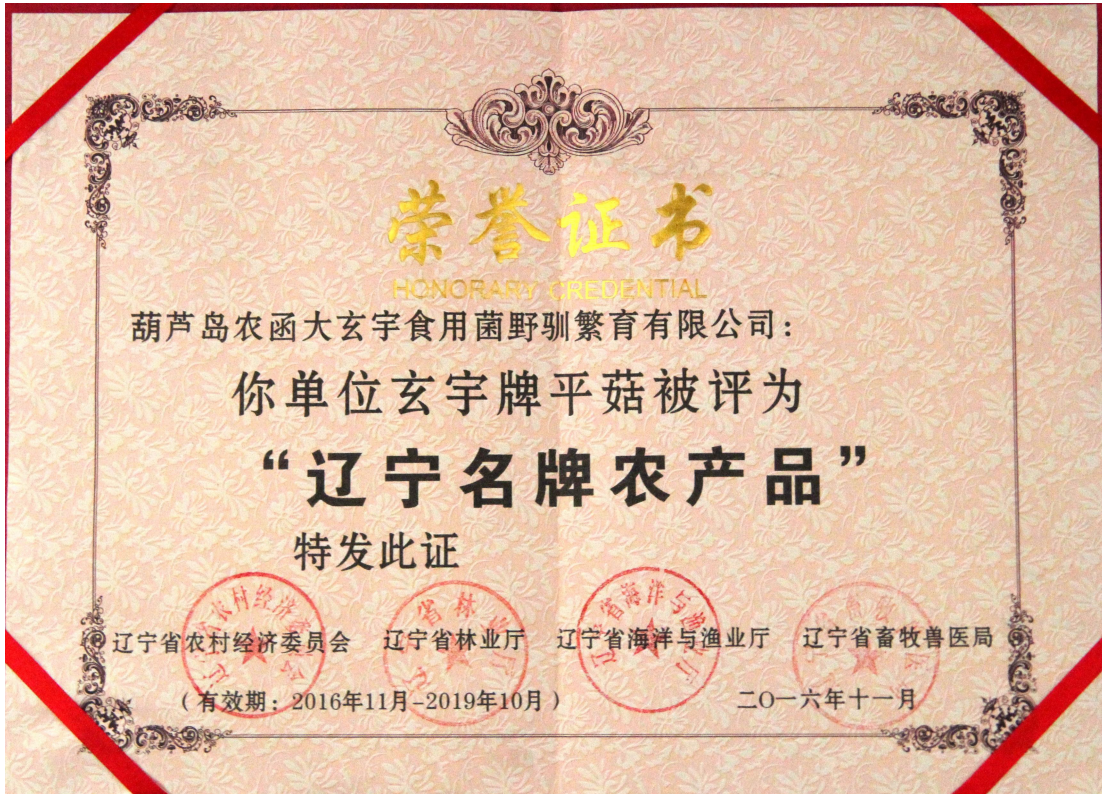 荣誉证书
HONORARY CREDENTIAL
葫芦岛农函大玄宇食用菌野驯繁育有限公司：
你单位玄宇牌平菇被评为
“辽宁名牌农产品”
特发此证
辽宁省农村经济委员会 辽宁省林业厅 辽宁省海洋与渔业厅 辽宁省畜牧兽医局
（有效期：2016年11月-2019年10月） 二〇一六年十一月